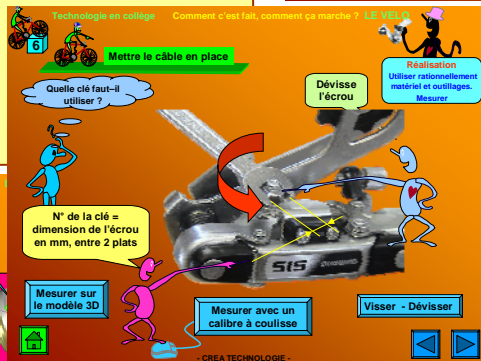 Technologie en collège Comment c'est fait, comment ça marche ? LE VELO
6
Mettre le câble en place
Réalisation
Utiliser rationnellement
matériel et outillages.
Mesurer
Quelle clé faut–il
utiliser ?
Dévisse
l'écrou
N° de la clé =
dimension de l'écrou
en mm, entre 2 plats
SIS
Mesurer sur
le modèle 3D
Mesurer avec un
calibre à coulisse
Visser - Dévisser
- CREA TECHNOLOGIE -